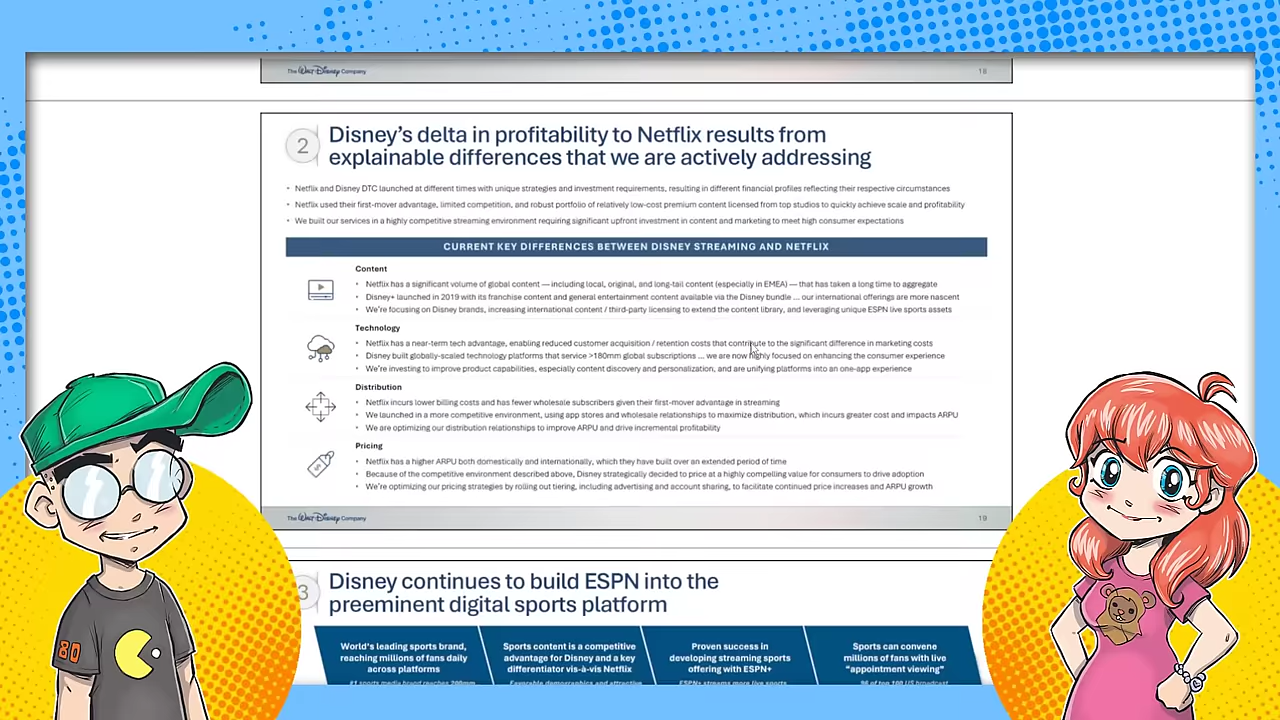 The Walt Disney Company
18
2
Disney's delta in profitability to Netflix results from
explainable differences that we are actively addressing
• Netflix and Disney DTC launched at different times with unique strategies and investment requirements, resulting in different financial profiles reflecting their respective circumstances
• Netflix used their first-mover advantage, limited competition, and robust portfolio of relatively low-cost premium content licensed from top studios to quickly achieve scale and profitability
• We built our services in a highly competitive streaming environment requiring significant upfront investment in content and marketing to meet high consumer expectations
CURRENT KEY DIFFERENCES BETWEEN DISNEY STREAMING AND NETFLIX
Content
• Netflix has a significant volume of global content — including local, original, and long-tail content (especially in EMEA) — that has taken a long time to aggregate
• Disney+ launched in 2019 with its franchise content and general entertainment content available via the Disney bundle ... our international offerings are more nascent
• We're focusing on Disney brands, increasing international content / third-party licensing to extend the content library, and leveraging unique ESPN live sports assets
Technology
• Netflix has a near-term tech advantage, enabling reduced customer acquisition / retention costs that contribute to the significant difference in marketing costs
• Disney built globally-scaled technology platforms that service >180mm global subscriptions ... we are now highly focused on enhancing the consumer experience
• We're investing to improve product capabilities, especially content discovery and personalization, and are unifying platforms into an one-app experience
Distribution
• Netflix incurs lower billing costs and has fewer wholesale subscribers given their first-mover advantage in streaming
• We launched in a more competitive environment, using app stores and wholesale relationships to maximize distribution, which incurs greater cost and impacts ARPU
• We are optimizing our distribution relationships to improve ARPU and drive incremental profitability
Pricing
• Netflix has a higher ARPU both domestically and internationally, which they have built over an extended period of time
• Because of the competitive environment described above, Disney strategically decided to price at a highly compelling value for consumers to drive adoption
• We're optimizing our pricing strategies by rolling out tiering, including advertising and account sharing, to facilitate continued price increases and ARPU growth
The Walt Disney Company
19
3
Disney continues to build ESPN into the
preeminent digital sports platform
World's leading sports brand,
reaching millions of fans daily
across platforms
#1 sports media brand reaches 200mm
Sports content is a competitive
advantage for Disney and a key
differentiator vis-à-vis Netflix
Favorable demographics and attractive
Proven success in
developing streaming sports
offering with ESPN+
ESPN+ streams more live sports
Sports can convene
millions of fans with live
"appointment viewing"
96 of top 100 US broadcast
80